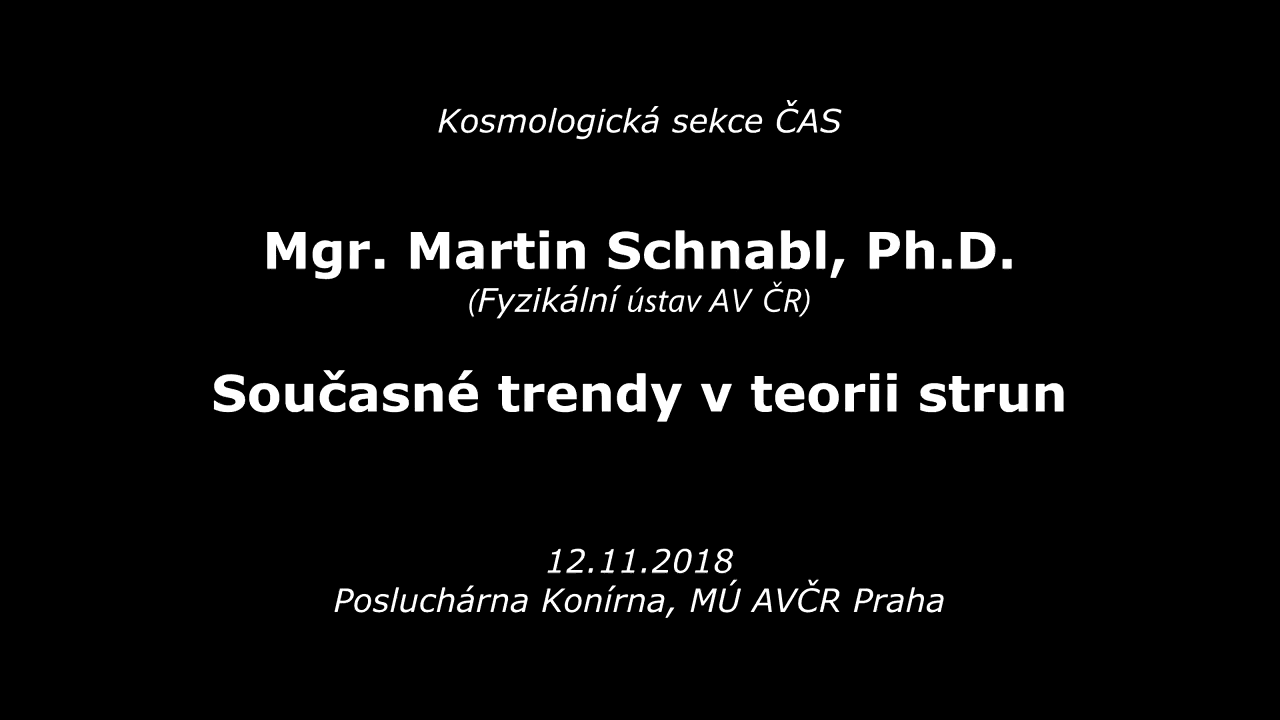 Kosmologická sekce ČAS
Mgr. Martin Schnabl, Ph.D.
(Fyzikální ústav AV ČR)
Současné trendy v teorii strun
12.11.2018
Posluchárna Konírna, MÚ AVČR Praha